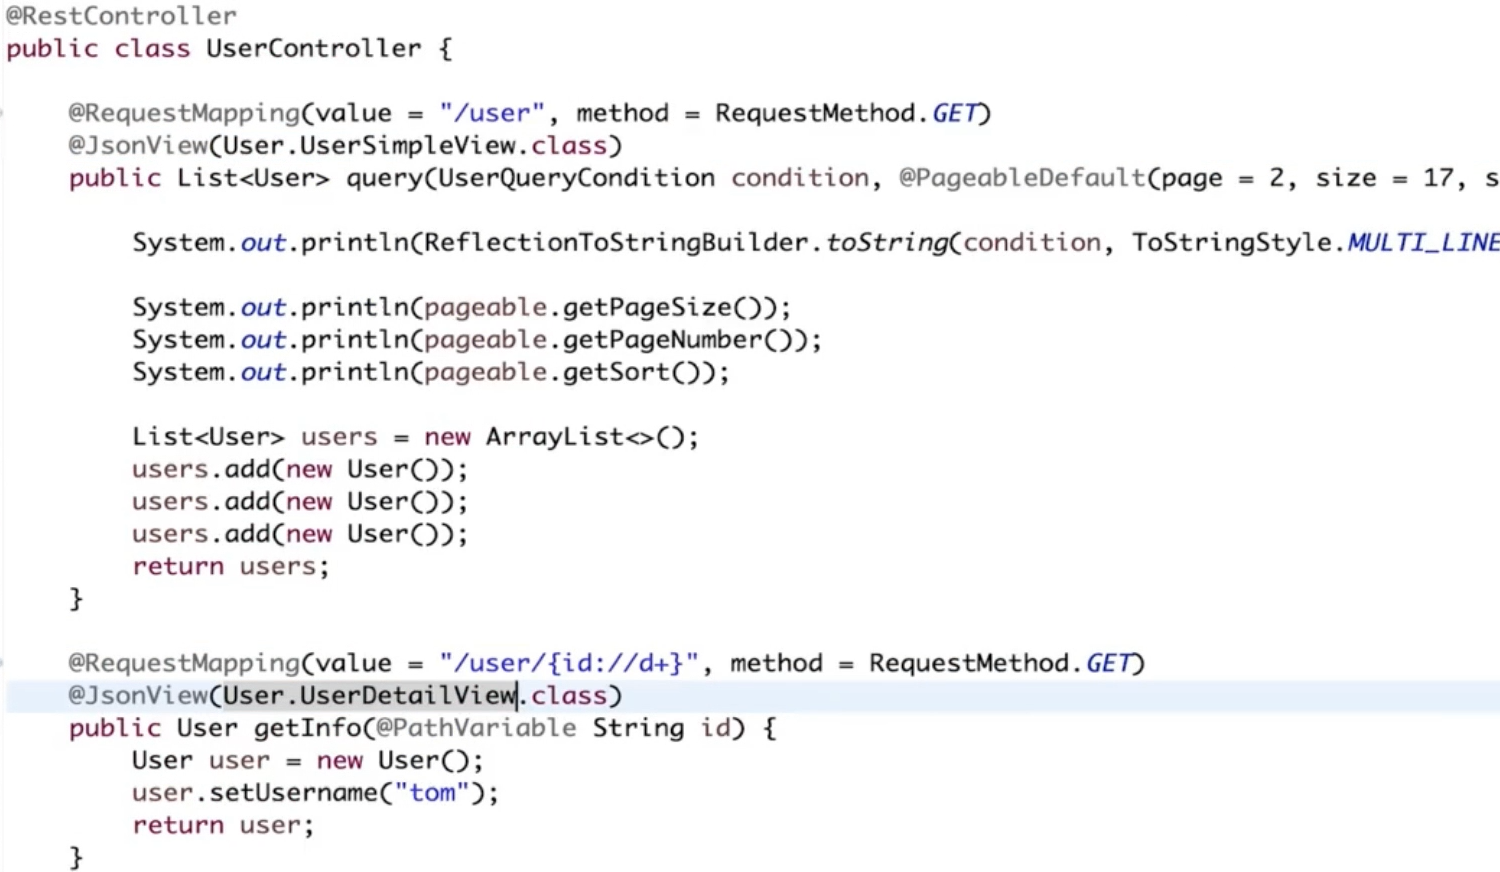 @RestController
public class UserController {
@RequestMapping(value = "/user", method = RequestMethod.GET)
@JsonView(User.UserSimpleView.class)
public List<User> query(UserQueryCondition condition, @PageableDefault(page = 2, size = 17, s
System.out.println(ReflectionToStringBuilder.toString(condition, ToStringStyle.MULTI_LINE
System.out.println(pageable.getPageSize());
System.out.println(pageable.getPageNumber());
System.out.println(pageable.getSort());
List<User> users = new ArrayList<>();
users.add(new User());
users.add(new User());
users.add(new User());
return users;
}
@RequestMapping(value = "/user/{id://d+}", method = RequestMethod.GET)
@JsonView(User.UserDetailView.class)
public User getInfo(@PathVariable String id) {
User user = new User();
user.setUsername("tom");
return user;
}